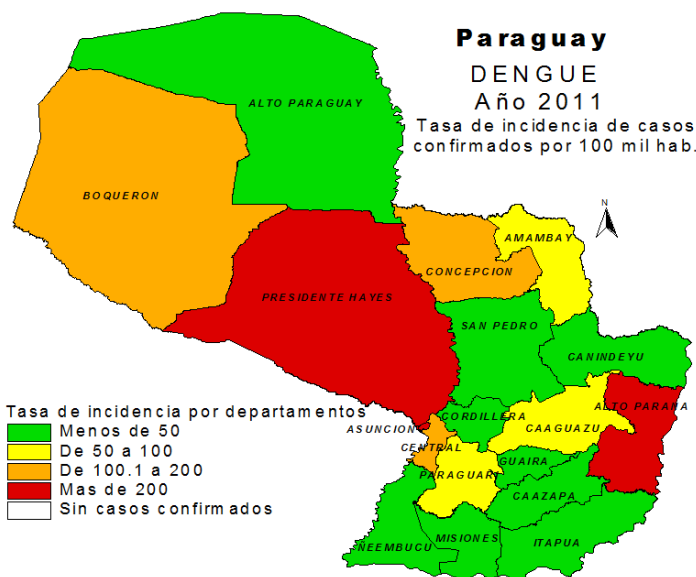 Paraguay
DENGUE
Año 2011
Tasa de incidencia de casos
confirmados por 100 mil hab.
N
ALTO PARAGUAY
BOQUERON
AMAMBAY
CONCEPCION
PRESIDENTE HAYES
SAN PEDRO
CANINDEYU
ALTO PARANA
CORDILLERA
ASUNCION
CAAGUAZU
CENTRAL
GUAIRA
PARAGUARI
CAAZAPA
MISIONES
ITAPUA
NEEMBUCU
Tasa de incidencia por departamentos
Menos de 50
De 50 a 100
De 100.1 a 200
Mas de 200
Sin casos confirmados